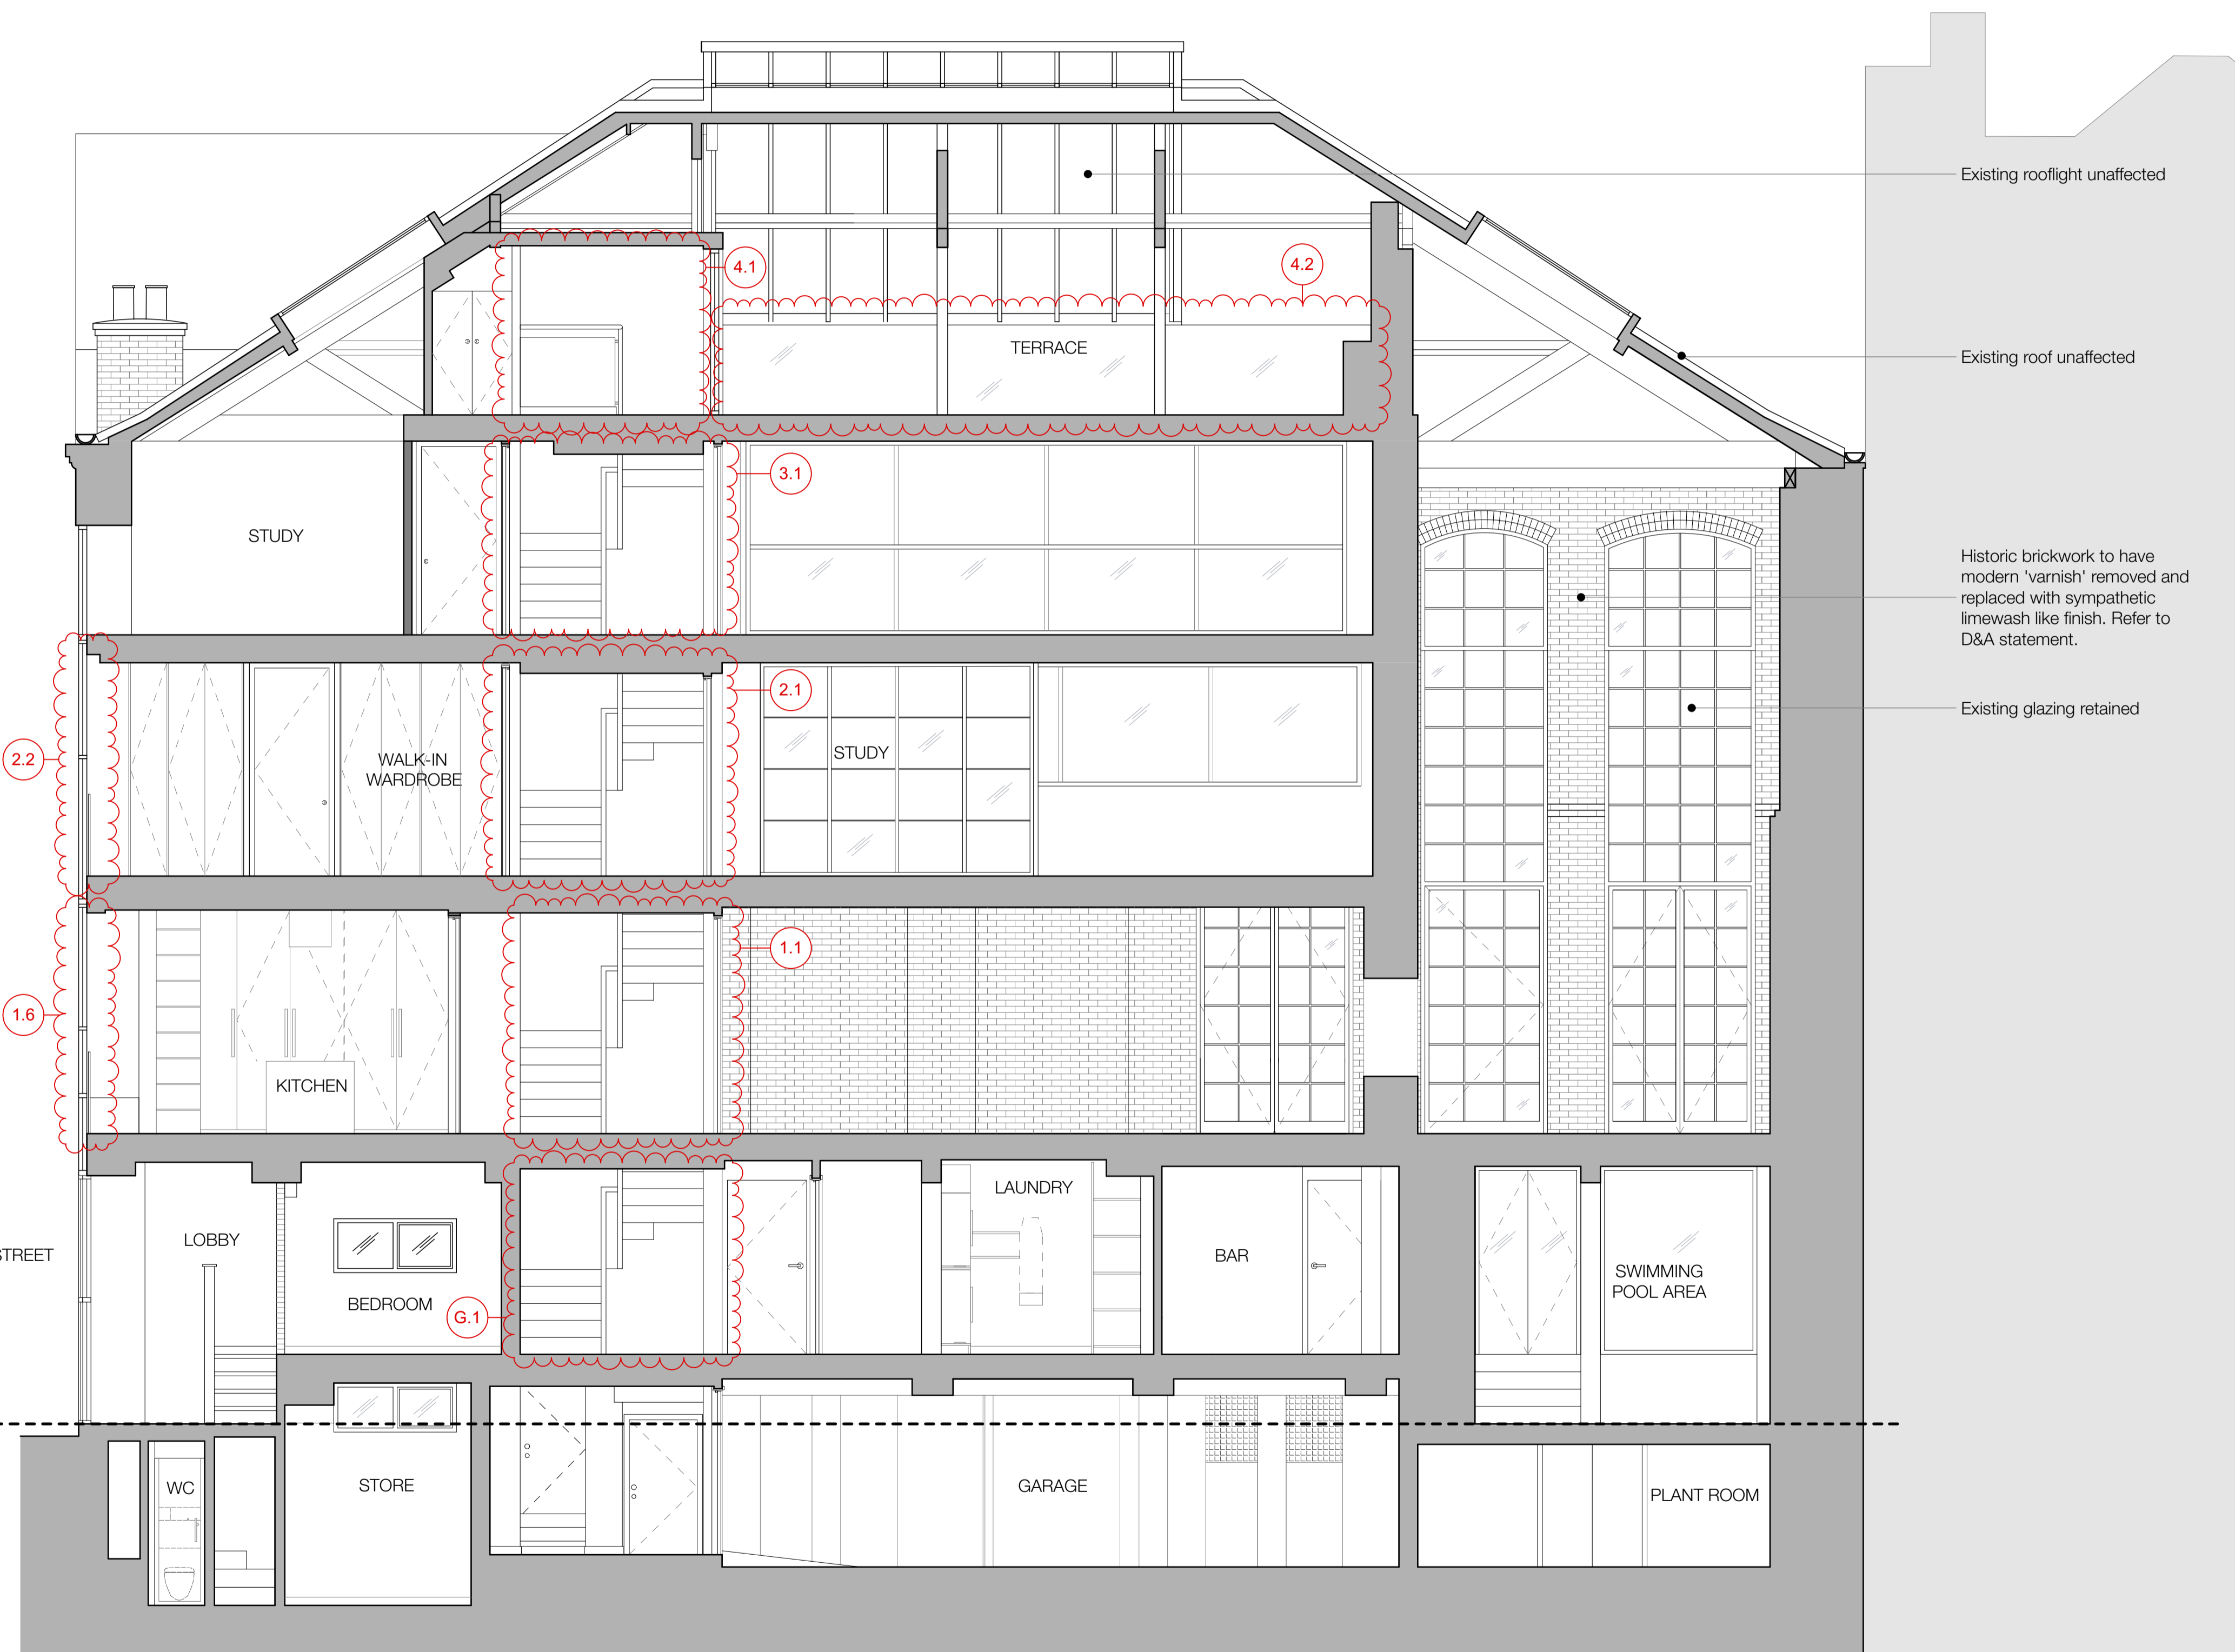 Existing rooflight unaffected
4.1
4.2
TERRACE
Existing roof unaffected
3.1
STUDY
Historic brickwork to have
modern 'varnish' removed and
replaced with sympathetic
limewash like finish. Refer to
D&A statement.
2.1
Existing glazing retained
2.2
WALK-IN
WARDROBE
STUDY
1.1
1.6
KITCHEN
LAUNDRY
LOBBY
STREET
BAR
SWIMMING
POOL AREA
BEDROOM
G.1
WC
STORE
GARAGE
PLANT ROOM